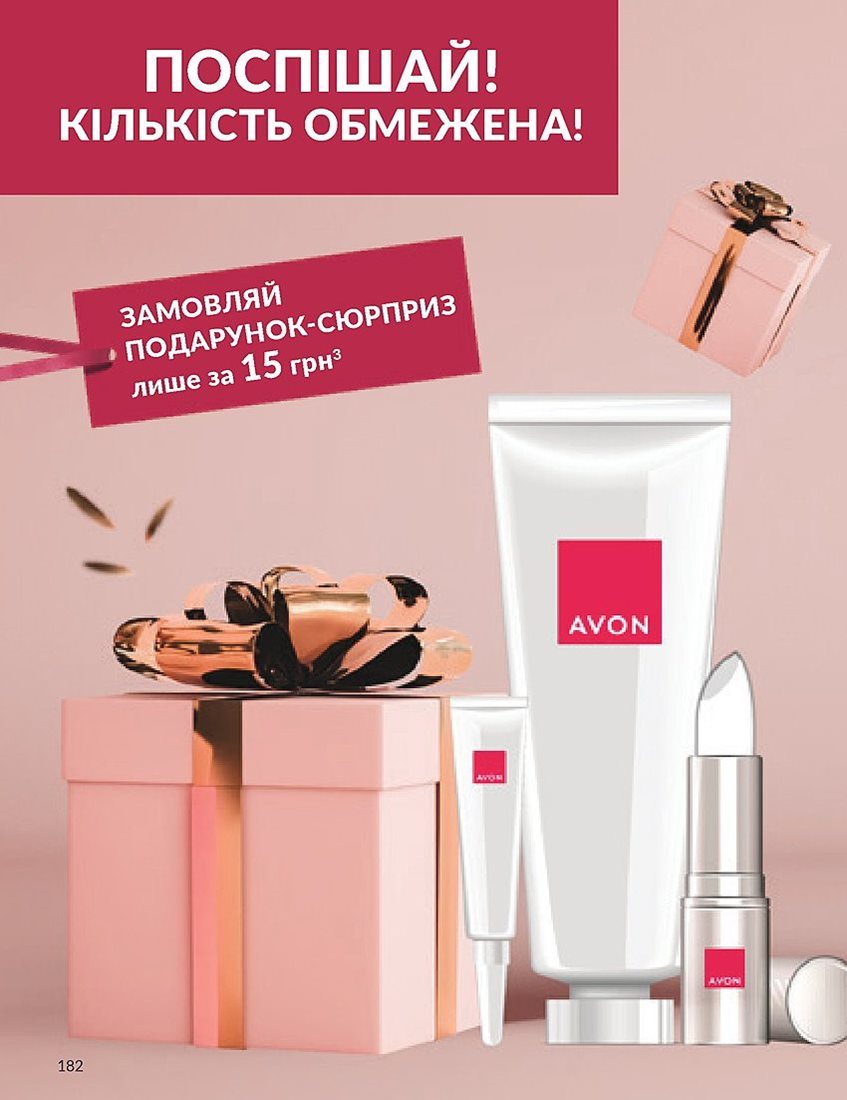 ПОСПІШАЙ!
КІЛЬКІСТЬ ОБМЕЖЕНА!
ЗАМОВЛЯЙ
ПОДАРУНОК-СЮРПРИЗ
лише за 15 грн³
AVON
AVON
AVON
182